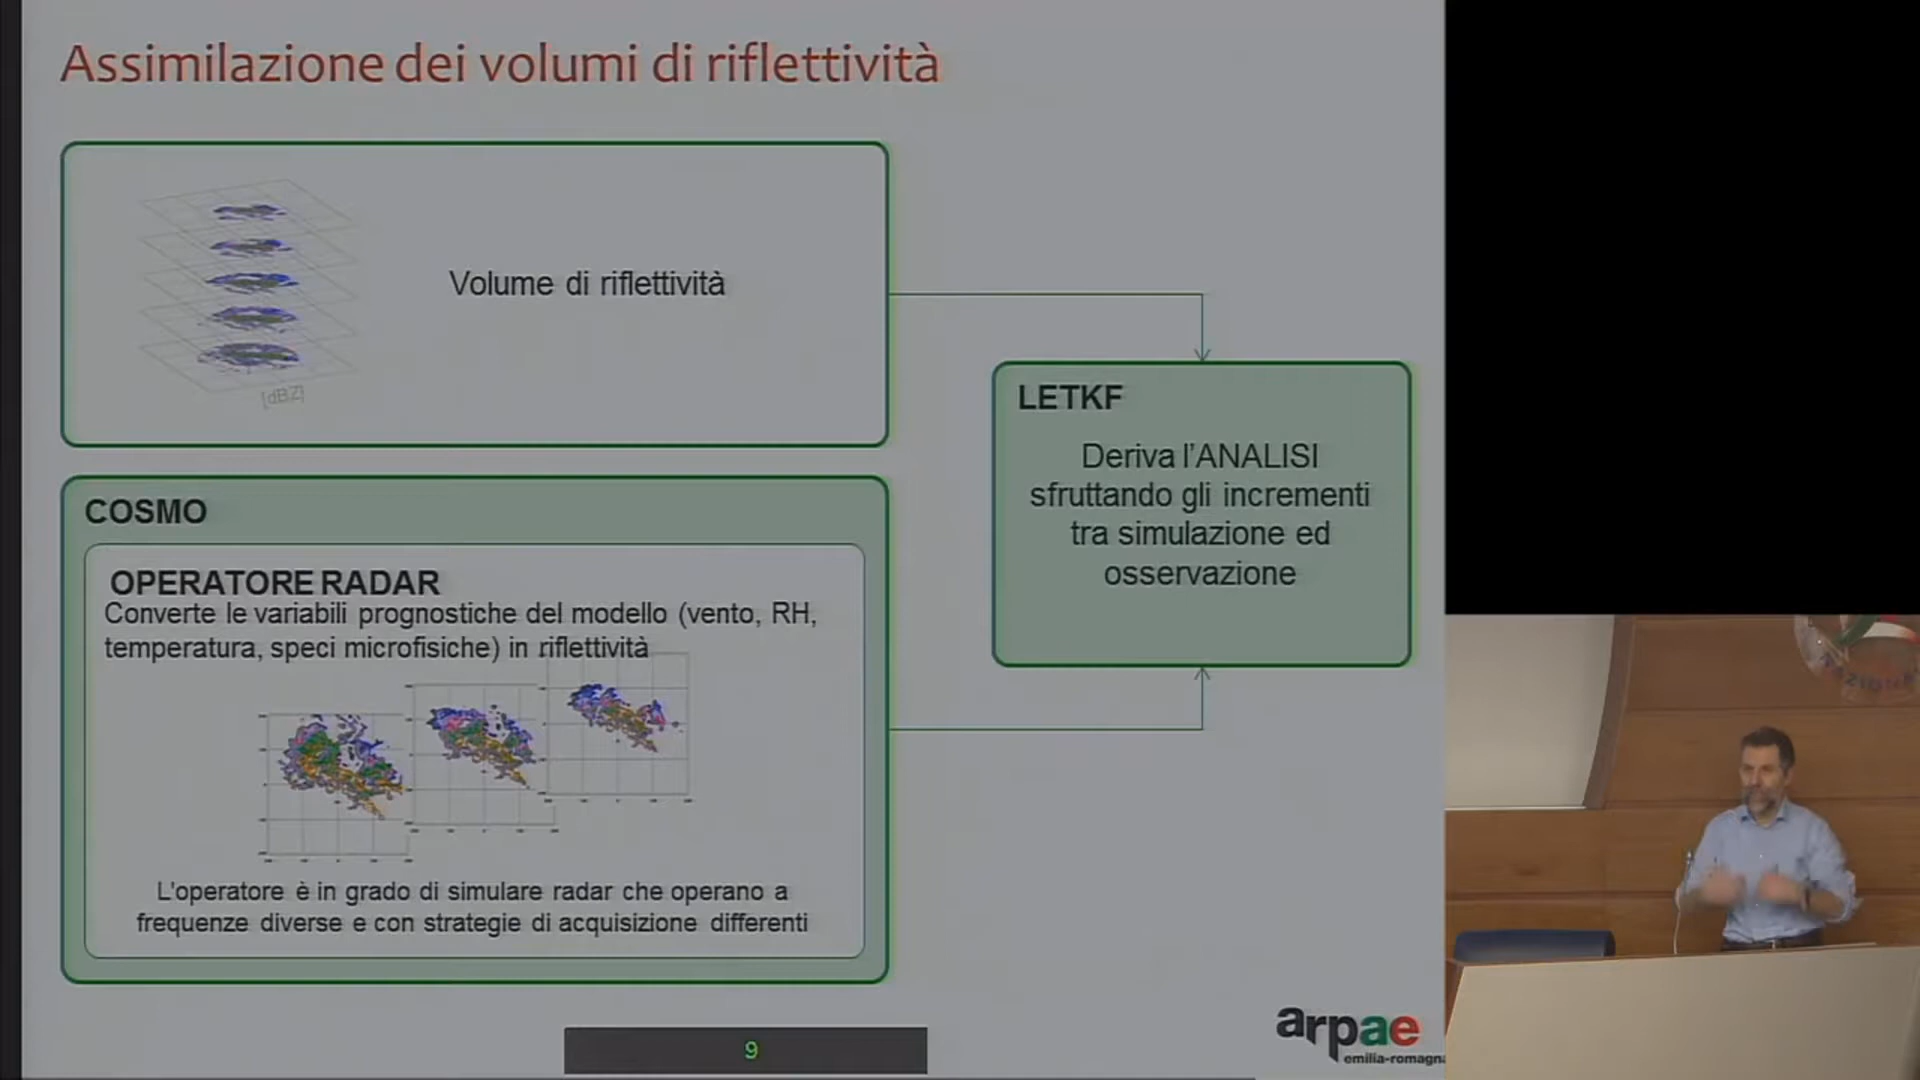 Assimilazione dei volumi di riflettività
Volume di riflettività
[dBZ]
LETKF
Deriva l'ANALISI
sfruttando gli incrementi
tra simulazione ed
osservazione
COSMO
OPERATORE RADAR
Converte le variabili prognostiche del modello (vento, RH,
temperatura, speci microfisiche) in riflettività
L'operatore è in grado di simulare radar che operano a
frequenze diverse e con strategie di acquisizione differenti
9
arpae
emilia-romagna